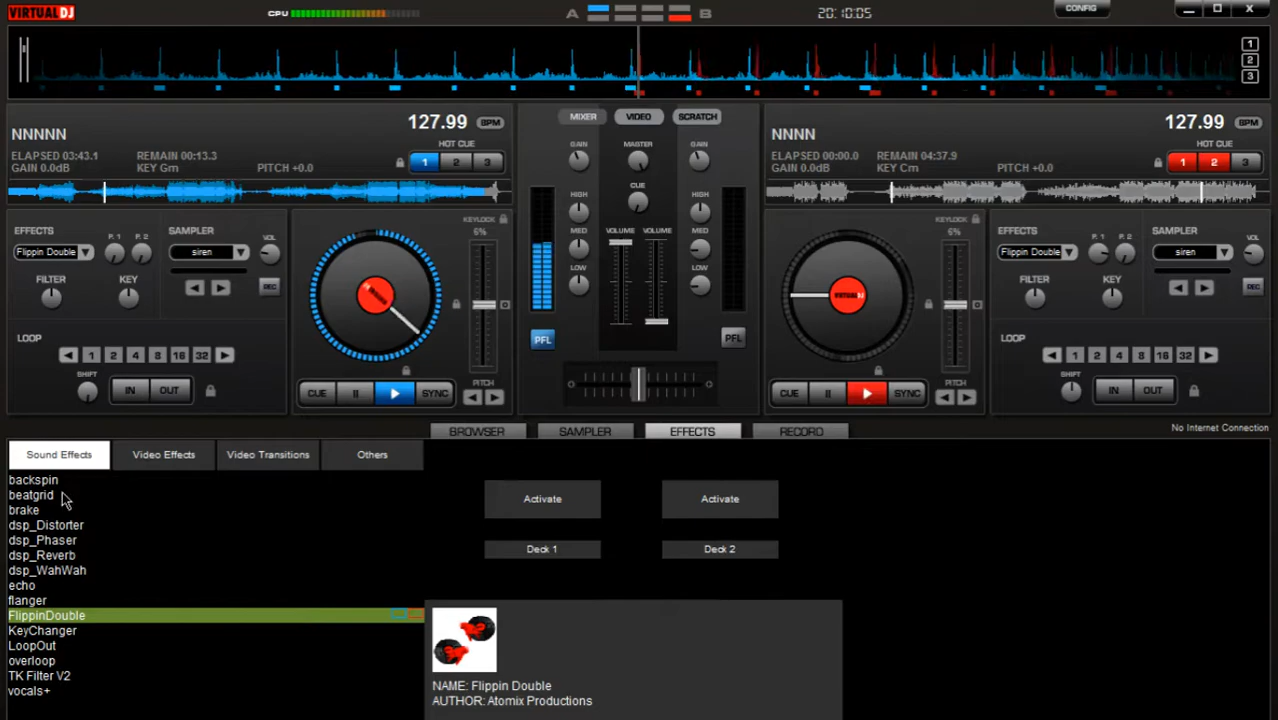 VIRTUAL DJ
CPU
A
B
20:10:05
CONFIG
1
2
3
NNNNN
127.99 BPM
ELAPSED 03:43.1
REMAIN 00:13.3
GAIN 0.0dB
KEY Gm
PITCH +0.0
HOT CUE
1 2 3
MIXER VIDEO SCRATCH
GAIN MASTER GAIN
HIGH CUE HIGH
MED VOLUME VOLUME MED
LOW LOW
PFL PFL
NNNN
127.99 BPM
ELAPSED 00:00.0
REMAIN 04:37.9
GAIN 0.0dB
KEY Cm
PITCH +0.0
HOT CUE
1 2 3
EFFECTS P. 1 P. 2 SAMPLER VOL
Flippin Double siren
FILTER KEY REC
LOOP
1 2 4 8 16 32
SHIFT IN OUT
KEYLOCK
6%
VIRTUAL DJ
CUE II SYNC
PITCH
KEYLOCK
6%
CUE II SYNC
PITCH
EFFECTS P. 1 P. 2 SAMPLER VOL
Flippin Double siren
FILTER KEY REC
LOOP
1 2 4 8 16 32
SHIFT IN OUT
BROWSER SAMPLER EFFECTS RECORD
No Internet Connection
Sound Effects Video Effects Video Transitions Others
backspin
beatgrid
brake
dsp_Distorter
dsp_Phaser
dsp_Reverb
dsp_WahWah
echo
flanger
FlippinDouble
KeyChanger
LoopOut
overloop
TK Filter V2
vocals+
Activate Activate
Deck 1 Deck 2
NAME: Flippin Double
AUTHOR: Atomix Productions